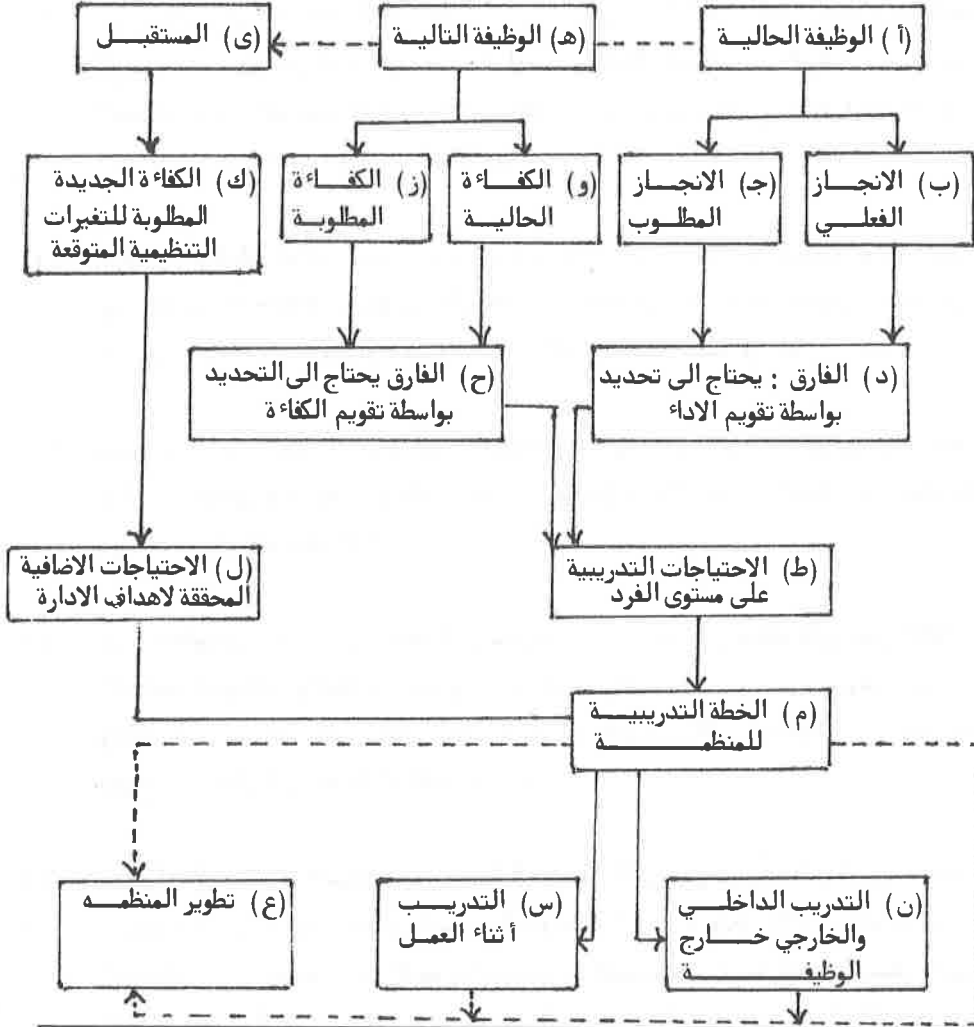 (أ) الوظيفة الحالية
(هـ) الوظيفة التالية
(ى) المستقبل
(ب) الانجاز
الفعلي
(جـ) الانجاز
المطلوب
(و) الكفاءة
الحالية
(ز) الكفاءة
المطلوبة
(ك) الكفاءة الجديدة
المطلوبة للتغيرات
التنظيمية المتوقعة
(د) الفارق : يحتاج الى تحديد
بواسطة تقويم الاداء
(ح) الفارق يحتاج الى التحديد
بواسطة تقويم الكفاءة
(ط) الاحتياجات التدريبية
على مستوى الفرد
(ل) الاحتياجات الاضافية
المحققة لاهداف الادارة
(م) الخطة التدريبية
للمنظمة
(ن) التدريب الداخلي
والخارجي خارج
الوظيفة
(س) التدريب
أثناء العمل
(ع) تطوير المنظمه